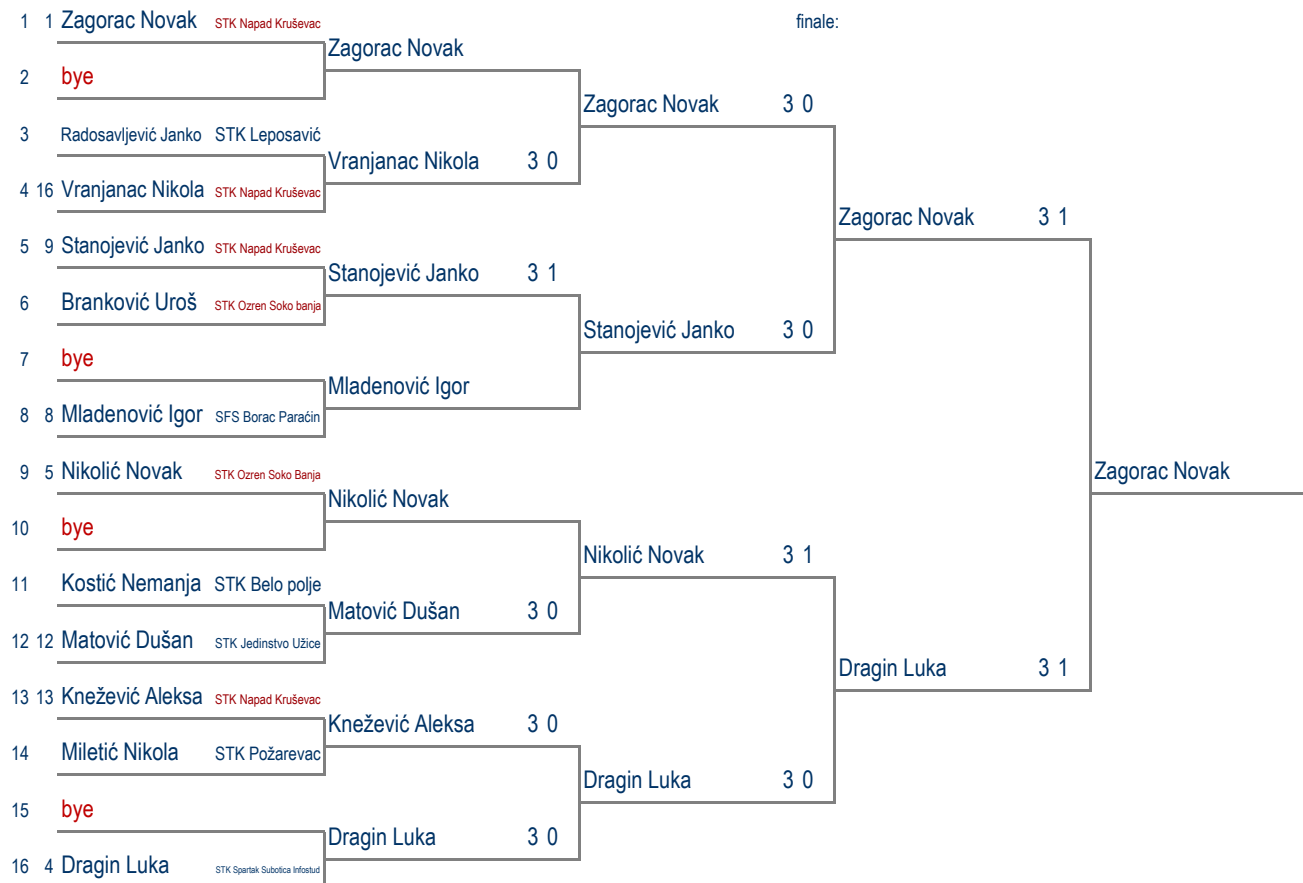 1 1 Zagorac Novak STK Napad Kruševac
finale:
Zagorac Novak
2 bye
Zagorac Novak 3 0
3 Radosavljević Janko STK Leposavić
Vranjanac Nikola 3 0
4 16 Vranjanac Nikola STK Napad Kruševac
Zagorac Novak 3 1
5 9 Stanojević Janko STK Napad Kruševac
Stanojević Janko 3 1
6 Branković Uroš STK Ozren Soko banja
Stanojević Janko 3 0
7 bye
Mladenović Igor
8 8 Mladenović Igor SFS Borac Paraćin
9 5 Nikolić Novak STK Ozren Soko Banja
Zagorac Novak
Nikolić Novak
10 bye
Nikolić Novak 3 1
11 Kostić Nemanja STK Belo polje
Matović Dušan 3 0
12 12 Matović Dušan STK Jedinstvo Užice
Dragin Luka 3 1
13 13 Knežević Aleksa STK Napad Kruševac
Knežević Aleksa 3 0
14 Miletić Nikola STK Požarevac
Dragin Luka 3 0
15 bye
Dragin Luka 3 0
16 4 Dragin Luka STK Spartak Subotica Infostud